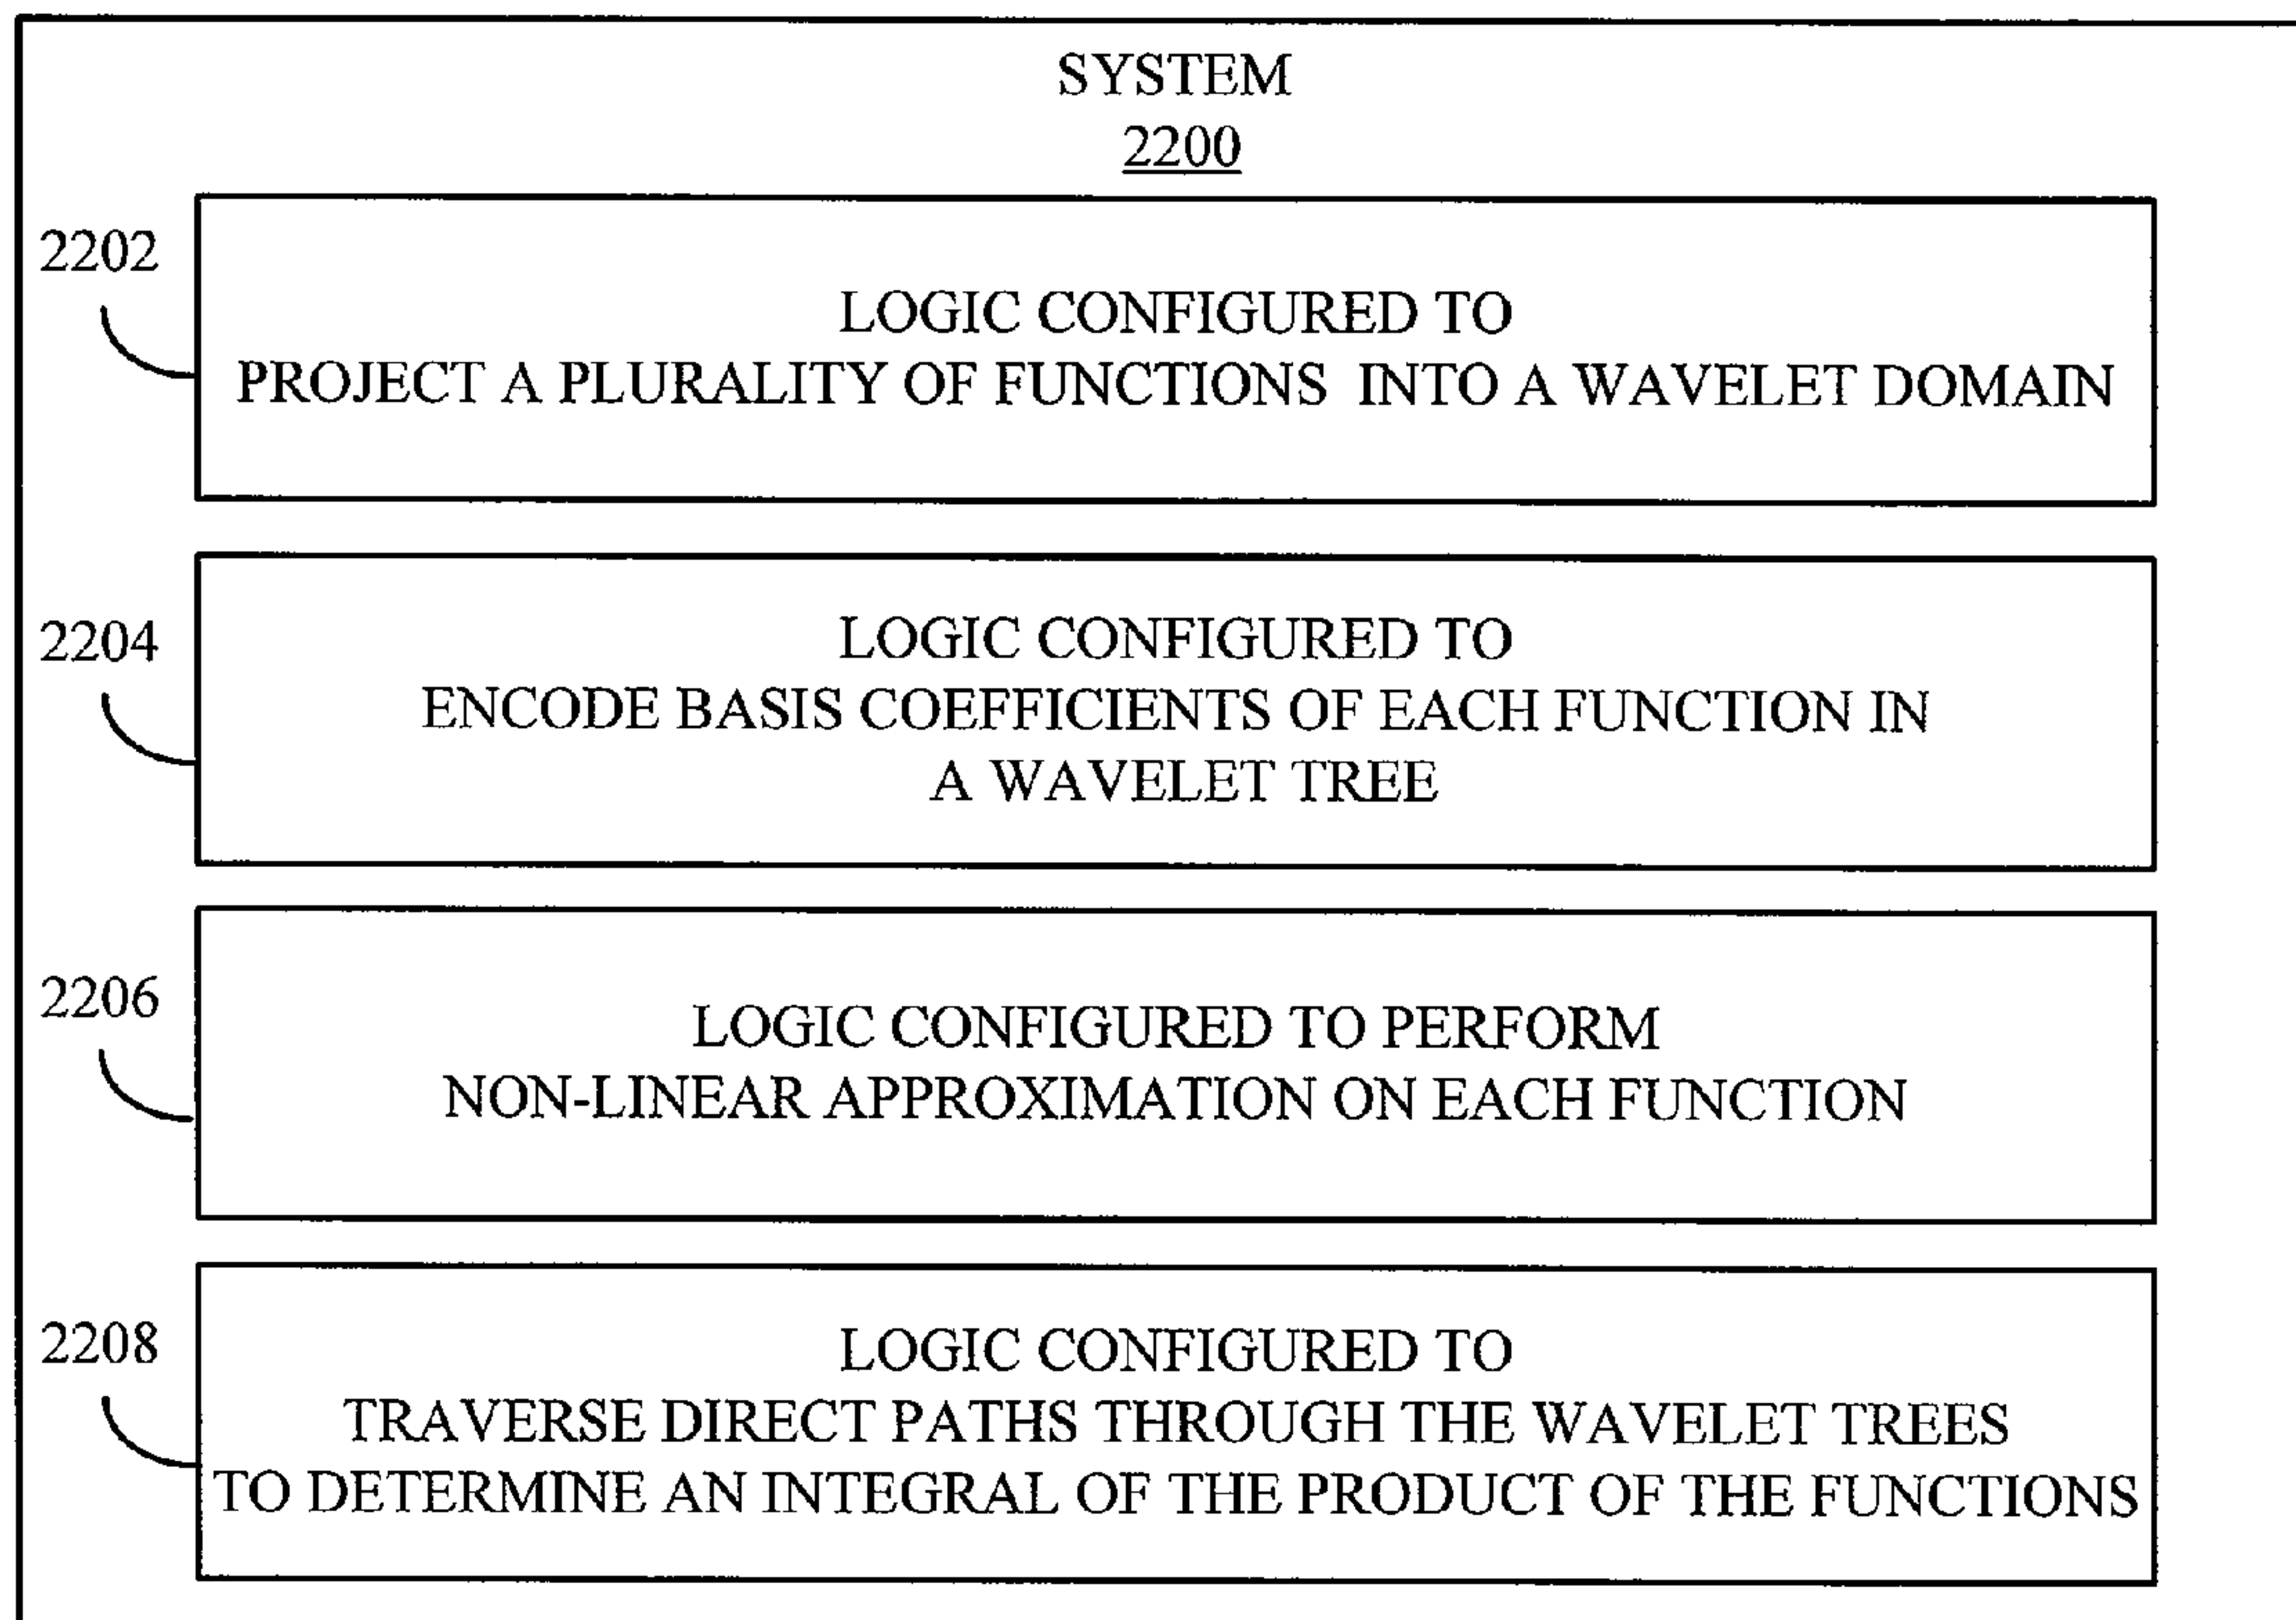 SYSTEM
2200
2202
LOGIC CONFIGURED TO
PROJECT A PLURALITY OF FUNCTIONS INTO A WAVELET DOMAIN
2204
LOGIC CONFIGURED TO
ENCODE BASIS COEFFICIENTS OF EACH FUNCTION IN
A WAVELET TREE
2206
LOGIC CONFIGURED TO PERFORM
NON-LINEAR APPROXIMATION ON EACH FUNCTION
2208
LOGIC CONFIGURED TO
TRAVERSE DIRECT PATHS THROUGH THE WAVELET TREES
TO DETERMINE AN INTEGRAL OF THE PRODUCT OF THE FUNCTIONS